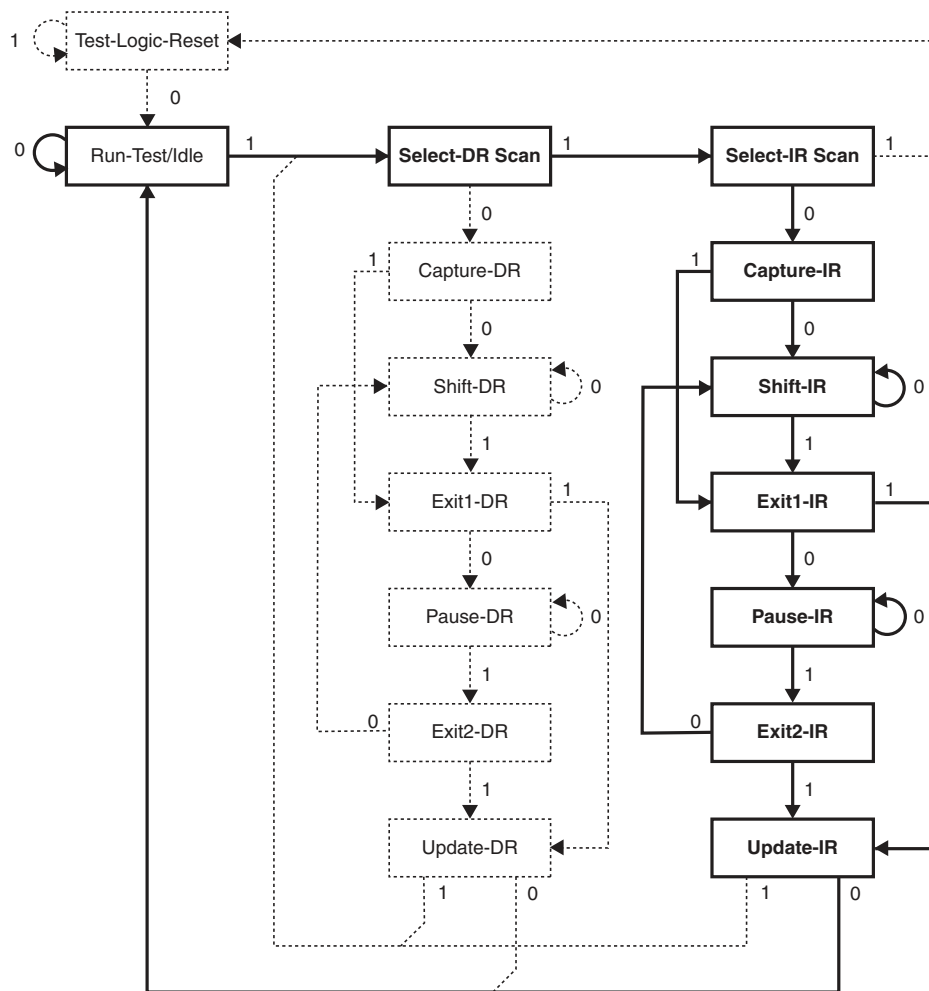 1 Test-Logic-Reset
0
0 Run-Test/Idle 1 Select-DR Scan 1 Select-IR Scan 1
0 0
1 Capture-DR 1 Capture-IR
0 0
Shift-DR 0 Shift-IR 0
1 1
Exit1-DR 1 Exit1-IR 1
0 0
Pause-DR 0 Pause-IR 0
1 1
0 Exit2-DR 0 Exit2-IR
1 1
Update-DR Update-IR
1 0 1 0